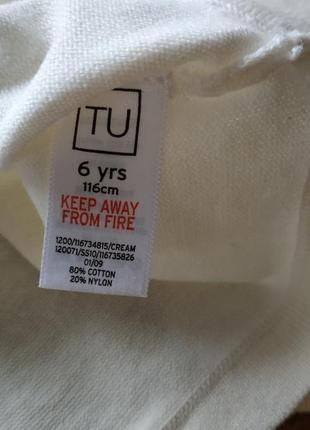 TU
6 yrs
116cm
KEEP AWAY
FROM FIRE
1200/116734815/CREAM
120071/SS10/116735826
01/09
80% COTTON
20% NYLON